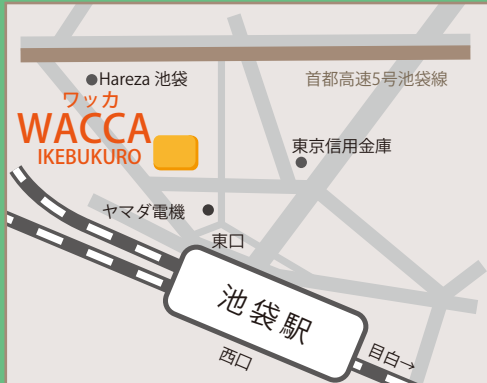 Hareza 池袋
首都高速5号池袋線
ワッカ
WACCA
IKEBUKURO
東京信用金庫
ヤマダ電機
東口
池袋駅
西口
目白→